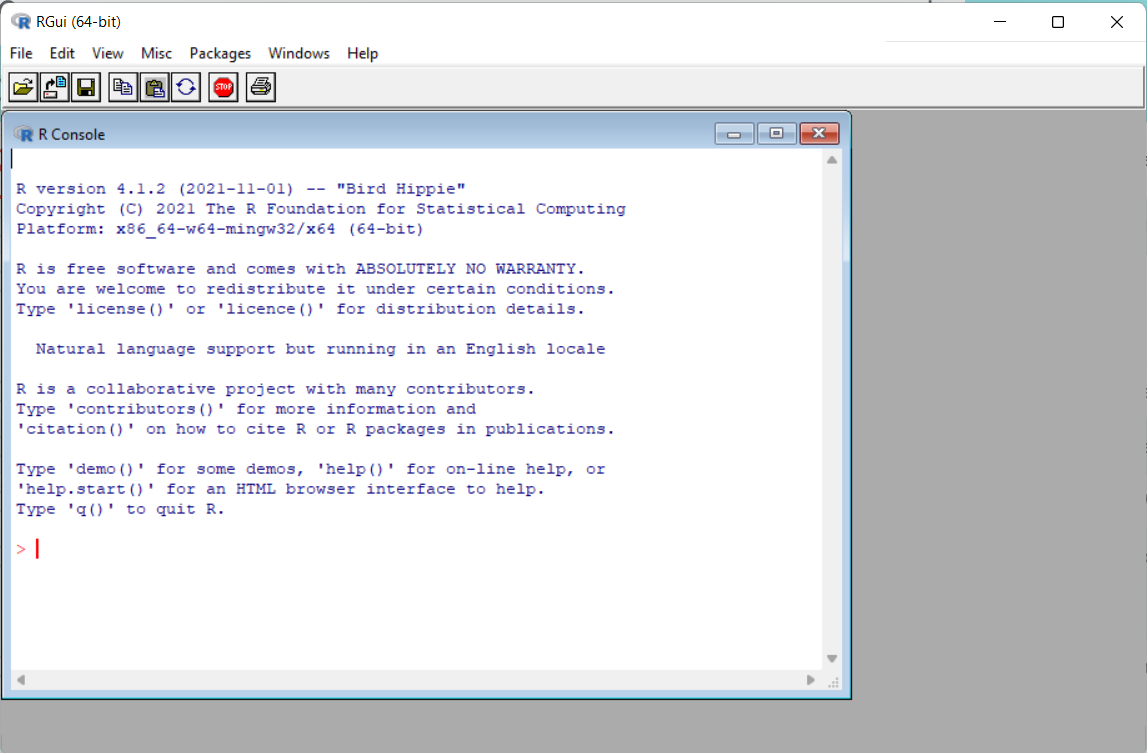 RGui (64-bit)
File Edit View Misc Packages Windows Help
STOP
R Console
R version 4.1.2 (2021-11-01) -- "Bird Hippie"
Copyright (C) 2021 The R Foundation for Statistical Computing
Platform: x86_64-w64-mingw32/x64 (64-bit)
R is free software and comes with ABSOLUTELY NO WARRANTY.
You are welcome to redistribute it under certain conditions.
Type 'license()' or 'licence()' for distribution details.
Natural language support but running in an English locale
R is a collaborative project with many contributors.
Type 'contributors()' for more information and
'citation()' on how to cite R or R packages in publications.
Type 'demo()' for some demos, 'help()' for on-line help, or
'help.start()' for an HTML browser interface to help.
Type 'q()' to quit R.
>